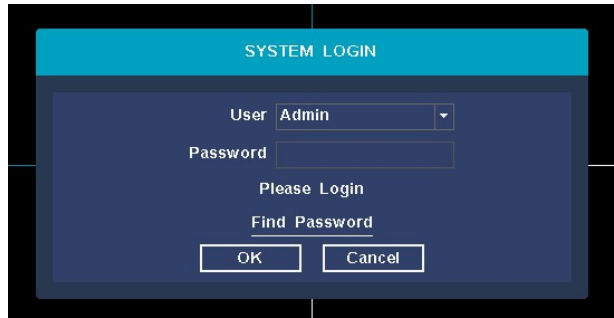 SYSTEM LOGIN
User Admin
Password
Please Login
Find Password
OK Cancel